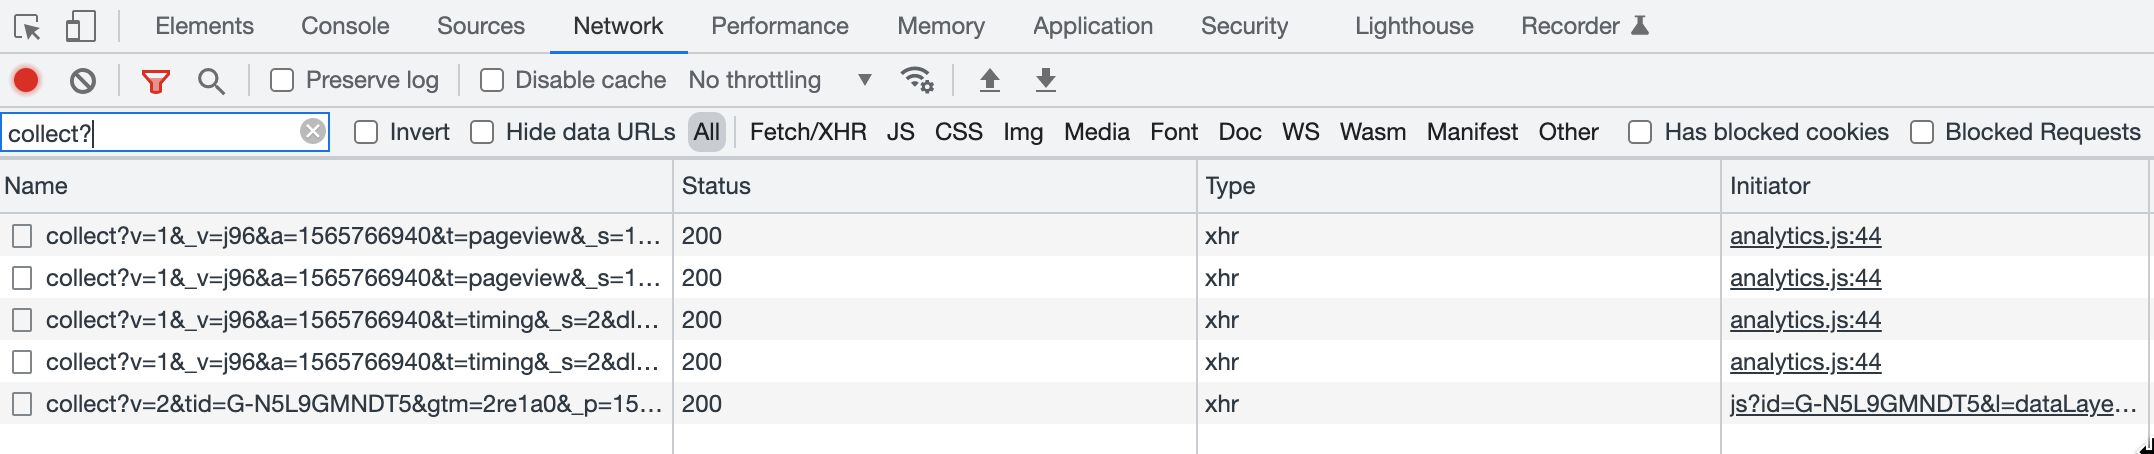 Elements Console Sources Network Performance Memory Application Security Lighthouse Recorder
Preserve log Disable cache No throttling
collect? Invert Hide data URLs All Fetch/XHR JS CSS Img Media Font Doc WS Wasm Manifest Other Has blocked cookies Blocked Requests
Name Status Type Initiator
collect?v=1&_v=j96&a=1565766940&t=pageview&_s=1... 200 xhr analytics.js:44
collect?v=1&_v=j96&a=1565766940&t=pageview&_s=1... 200 xhr analytics.js:44
collect?v=1&_v=j96&a=1565766940&t=timing&_s=2&dl... 200 xhr analytics.js:44
collect?v=1&_v=j96&a=1565766940&t=timing&_s=2&dl... 200 xhr analytics.js:44
collect?v=2&tid=G-N5L9GMNDT5&gtm=2re1a0&_p=15... 200 xhr js?id=G-N5L9GMNDT5&l=dataLaye...